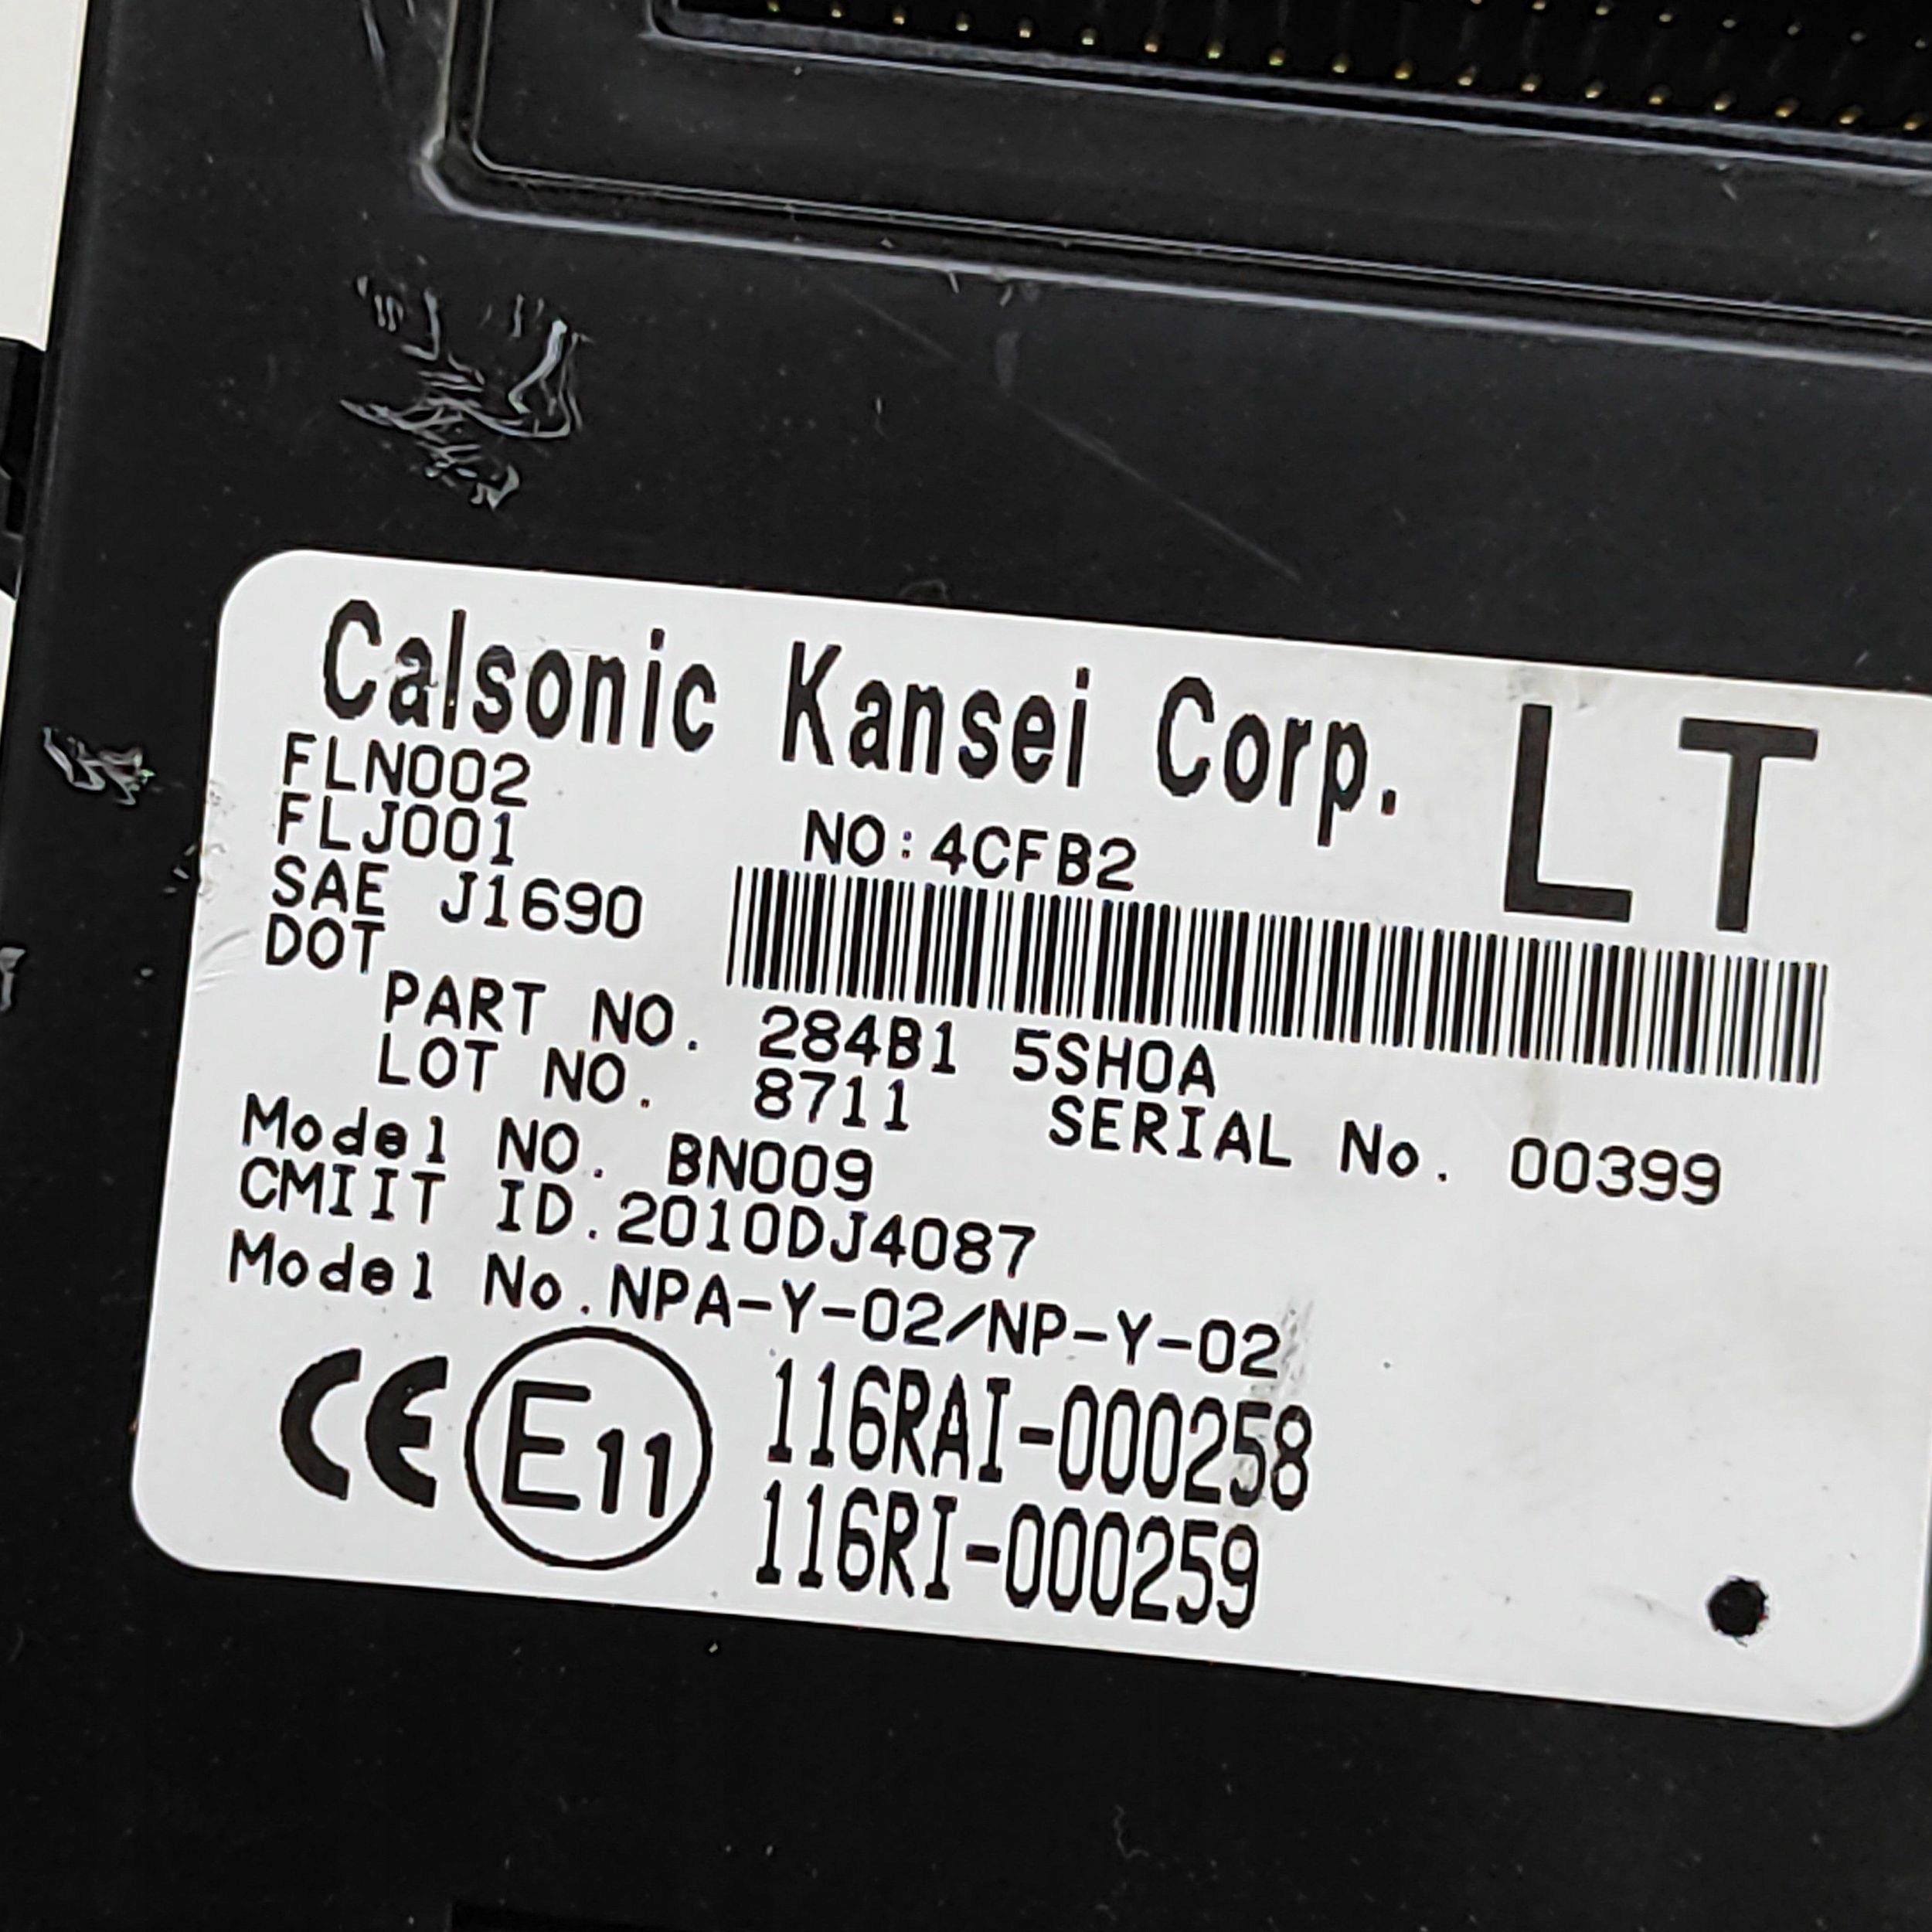 Calsonic Kansei Corp. LT
FLN002
FLJ001 NO:4CFB2
SAE J1690
DOT
PART NO. 284B1 5SH0A
LOT NO. 8711 SERIAL No. 00399
Model NO. BN009
CMIIT ID.2010DJ4087
Model No.NPA-Y-02/NP-Y-02
CE E11 116RAI-000258
116RI-000259